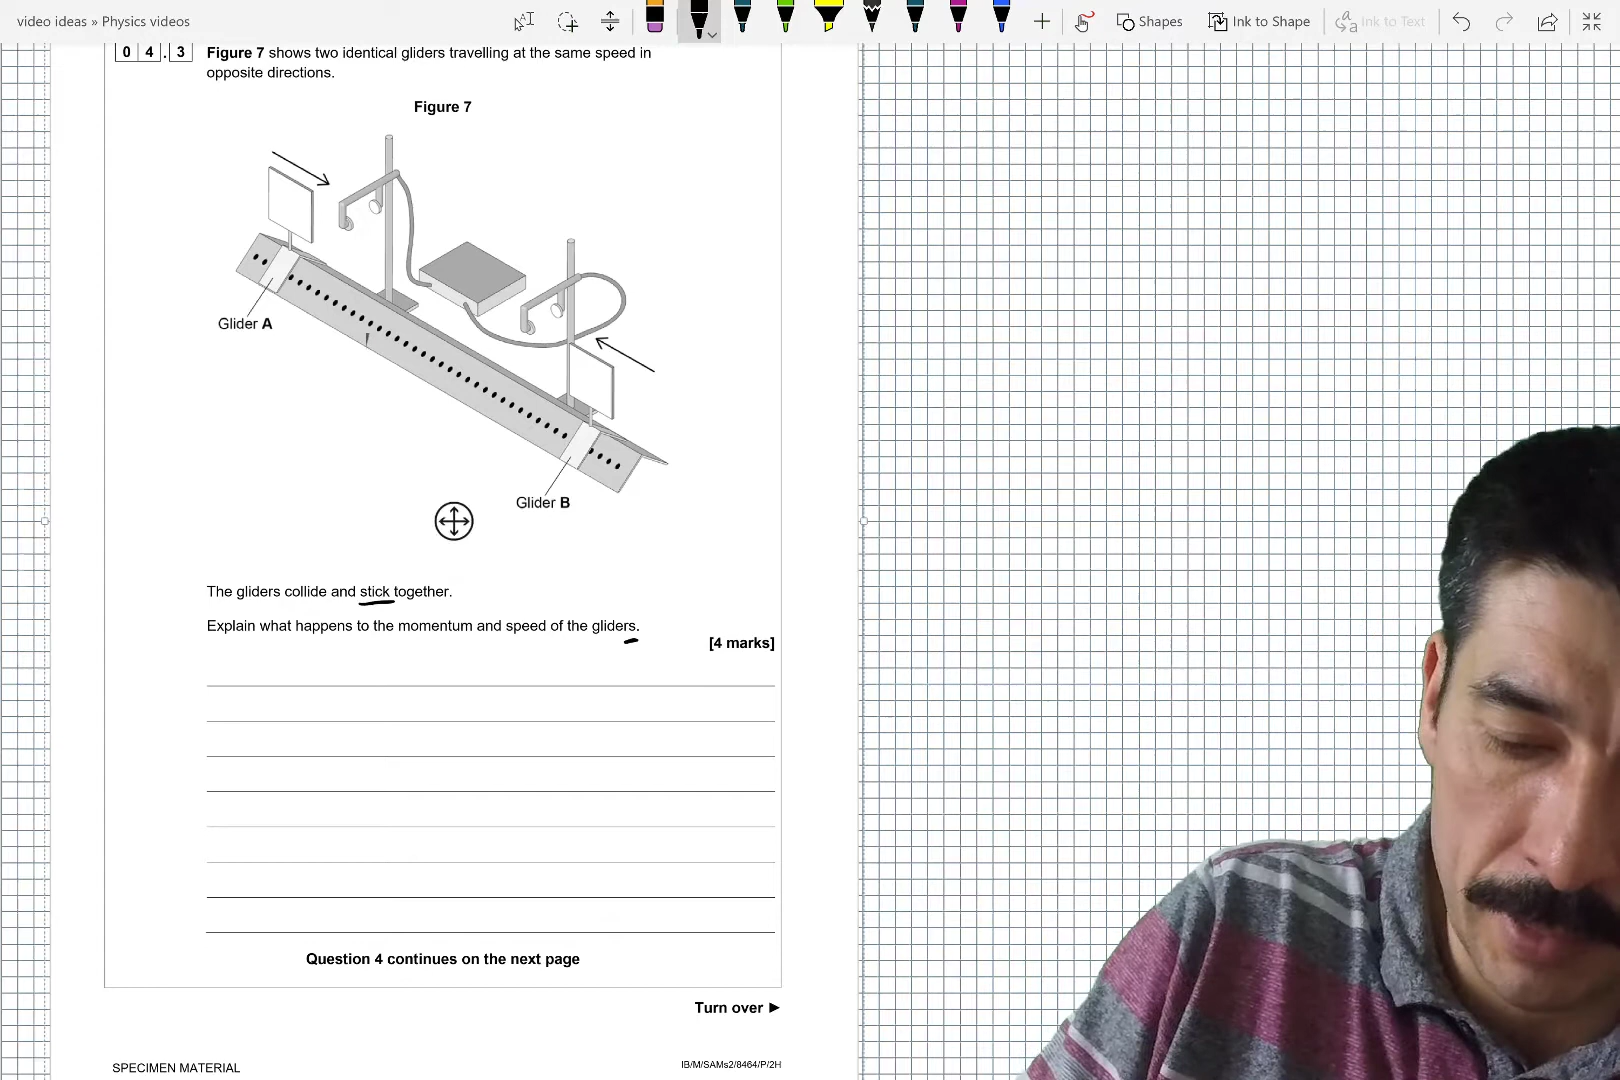 video ideas » Physics videos
Shapes
Ink to Shape
Ink to Text
0 4 . 3 Figure 7 shows two identical gliders travelling at the same speed in
opposite directions.
Figure 7
Glider A
Glider B
The gliders collide and stick together.
Explain what happens to the momentum and speed of the gliders.
[4 marks]
Question 4 continues on the next page
Turn over ►
SPECIMEN MATERIAL
IB/M/SAMs2/8464/P/2H